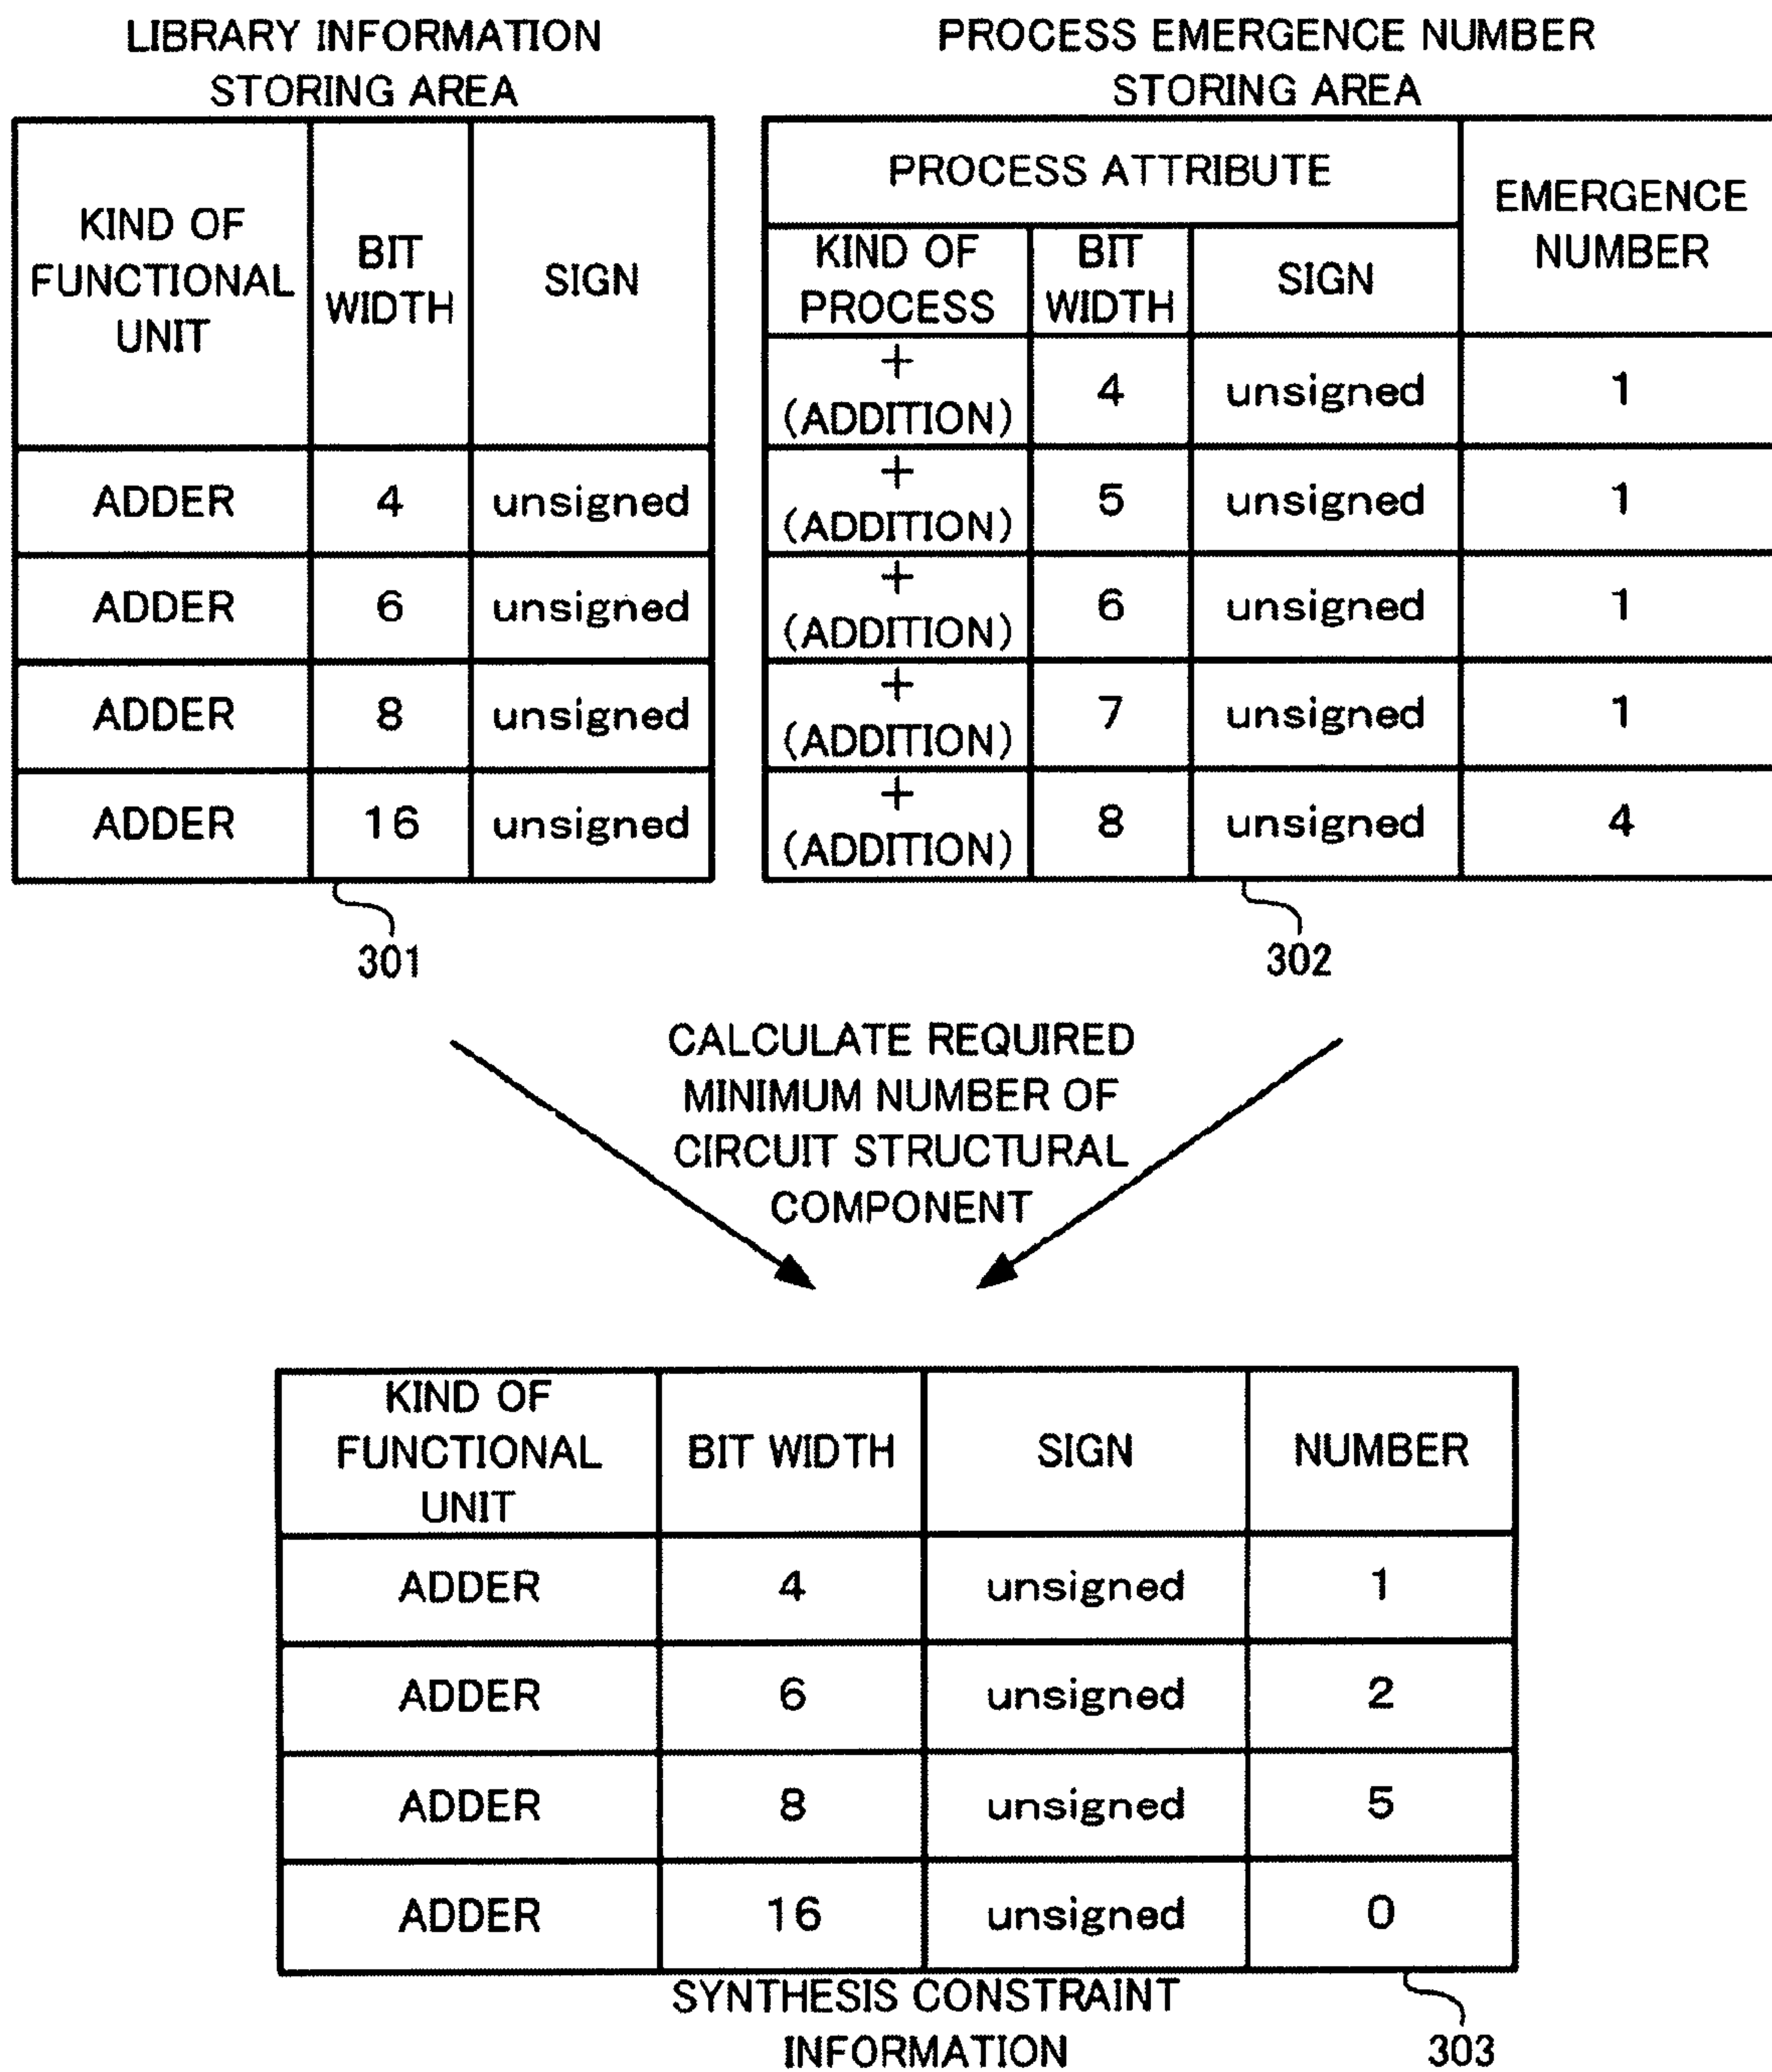 LIBRARY INFORMATION
STORING AREA
KIND OF
FUNCTIONAL
UNIT
BIT
WIDTH
SIGN
ADDER 4 unsigned
ADDER 6 unsigned
ADDER 8 unsigned
ADDER 16 unsigned
301
PROCESS EMERGENCE NUMBER
STORING AREA
PROCESS ATTRIBUTE
EMERGENCE
NUMBER
KIND OF
PROCESS
BIT
WIDTH
SIGN
+
(ADDITION) 4 unsigned 1
+
(ADDITION) 5 unsigned 1
+
(ADDITION) 6 unsigned 1
+
(ADDITION) 7 unsigned 1
+
(ADDITION) 8 unsigned 4
302
CALCULATE REQUIRED
MINIMUM NUMBER OF
CIRCUIT STRUCTURAL
COMPONENT
KIND OF
FUNCTIONAL
UNIT
BIT WIDTH
SIGN
NUMBER
ADDER 4 unsigned 1
ADDER 6 unsigned 2
ADDER 8 unsigned 5
ADDER 16 unsigned 0
SYNTHESIS CONSTRAINT
INFORMATION
303